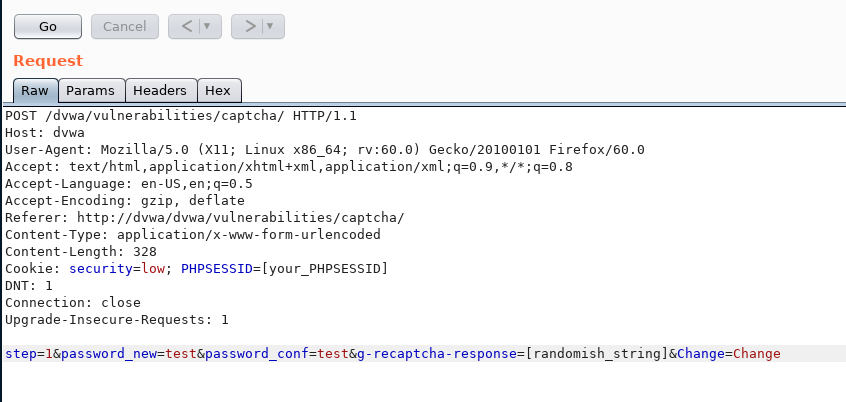 Go Cancel < >
Request
Raw Params Headers Hex
POST /dvwa/vulnerabilities/captcha/ HTTP/1.1
Host: dvwa
User-Agent: Mozilla/5.0 (X11; Linux x86_64; rv:60.0) Gecko/20100101 Firefox/60.0
Accept: text/html,application/xhtml+xml,application/xml;q=0.9,*/*;q=0.8
Accept-Language: en-US,en;q=0.5
Accept-Encoding: gzip, deflate
Referer: http://dvwa/dvwa/vulnerabilities/captcha/
Content-Type: application/x-www-form-urlencoded
Content-Length: 328
Cookie: security=low; PHPSESSID=[your_PHPSESSID]
DNT: 1
Connection: close
Upgrade-Insecure-Requests: 1
step=1&password_new=test&password_conf=test&g-recaptcha-response=[randomish_string]&Change=Change